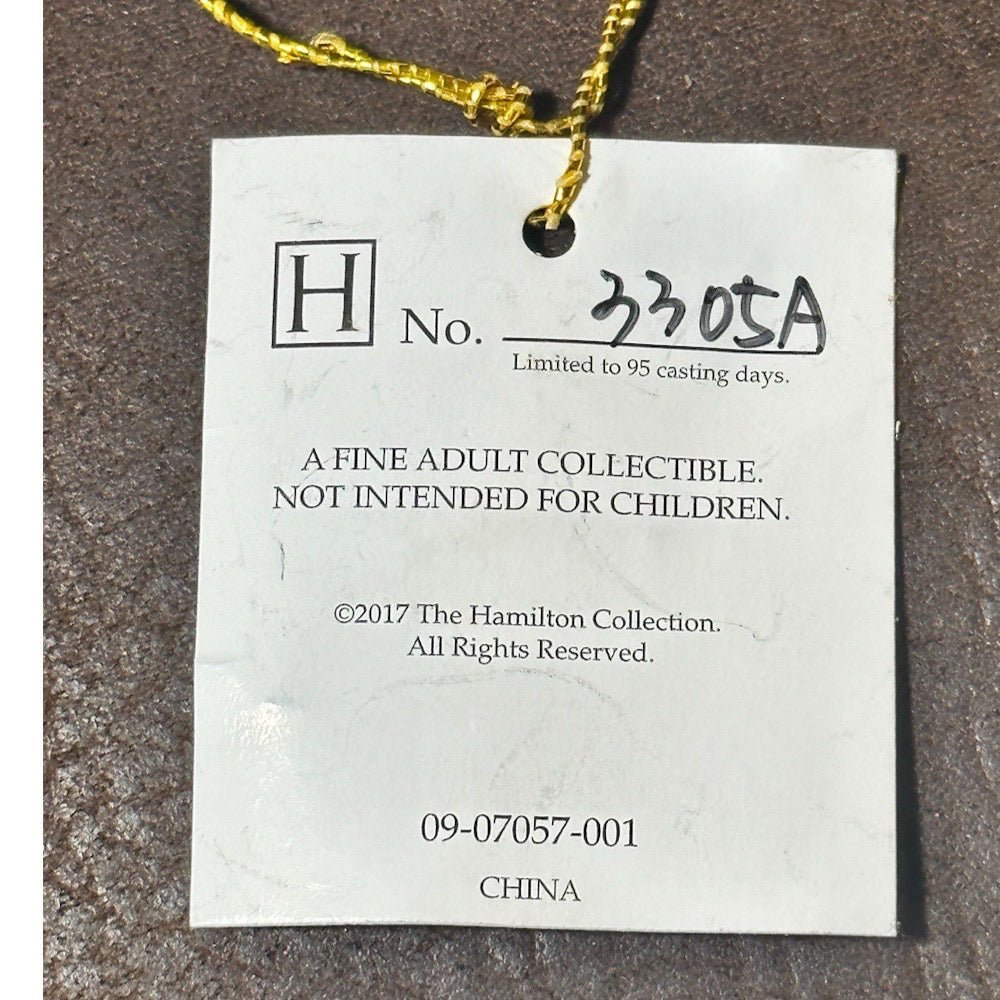 H No. 3305A
Limited to 95 casting days.
A FINE ADULT COLLECTIBLE.
NOT INTENDED FOR CHILDREN.
©2017 The Hamilton Collection.
All Rights Reserved.
09-07057-001
CHINA